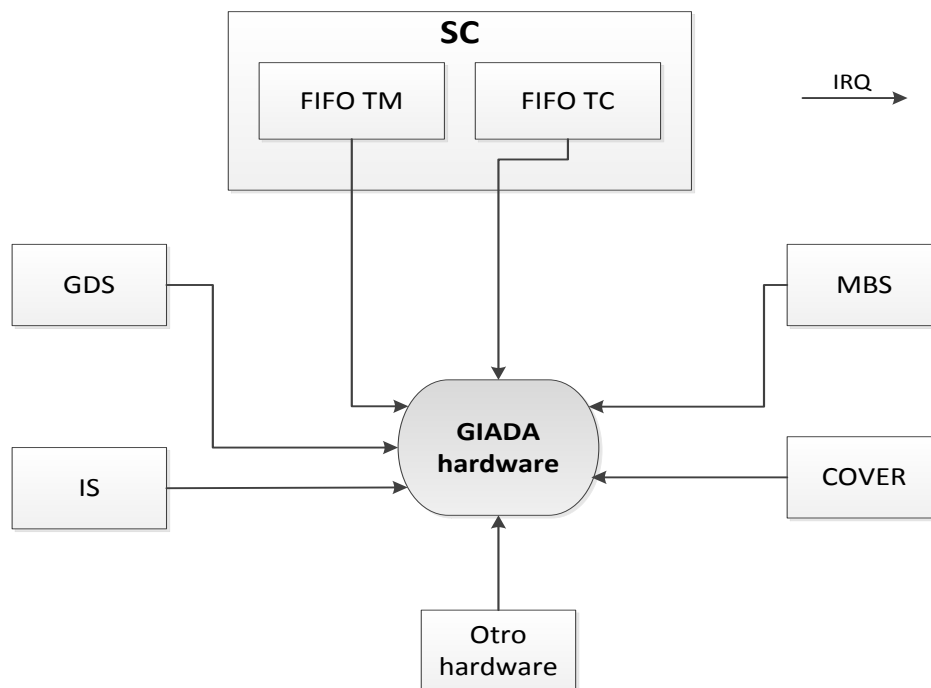 SC
FIFO TM
FIFO TC
IRQ
GDS
MBS
GIADA
hardware
IS
COVER
Otro
hardware